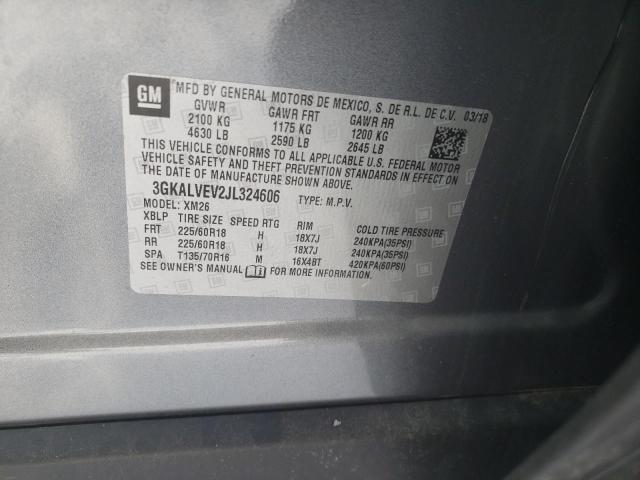 GM
MFD BY GENERAL MOTORS DE MEXICO, S. DE R.L. DE C.V. 03/18
GVWR GAWR FRT GAWR RR
2100 KG 1175 KG 1200 KG
4630 LB 2590 LB 2645 LB
THIS VEHICLE CONFORMS TO ALL APPLICABLE U.S. FEDERAL MOTOR
VEHICLE SAFETY AND THEFT PREVENTION STANDARDS IN EFFECT ON
THE DATE OF MANUFACTURE SHOWN ABOVE.
3GKALVEV2JL324606 TYPE: M.P.V.
MODEL: XM26
XBLP TIRE SIZE SPEED RTG RIM COLD TIRE PRESSURE
FRT 225/60R18 H 18X7J 240KPA(35PSI)
RR 225/60R18 H 18X7J 240KPA(35PSI)
SPA T135/70R16 M 16X4BT 420KPA(60PSI)
SEE OWNER'S MANUAL FOR MORE INFORMATION.